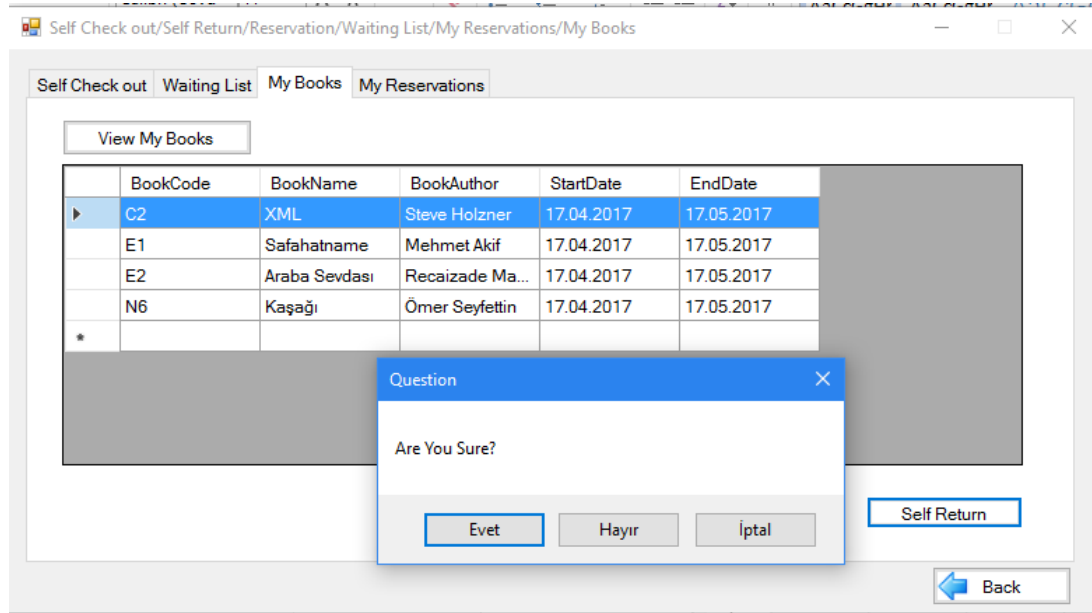 Self Check out/Self Return/Reservation/Waiting List/My Reservations/My Books
Self Check out Waiting List My Books My Reservations
View My Books
BookCode BookName BookAuthor StartDate EndDate
C2 XML Steve Holzner 17.04.2017 17.05.2017
E1 Safahatname Mehmet Akif 17.04.2017 17.05.2017
E2 Araba Sevdası Recaizade Ma... 17.04.2017 17.05.2017
N6 Kaşağı Ömer Seyfettin 17.04.2017 17.05.2017
Question
Are You Sure?
Evet Hayır İptal
Self Return
Back